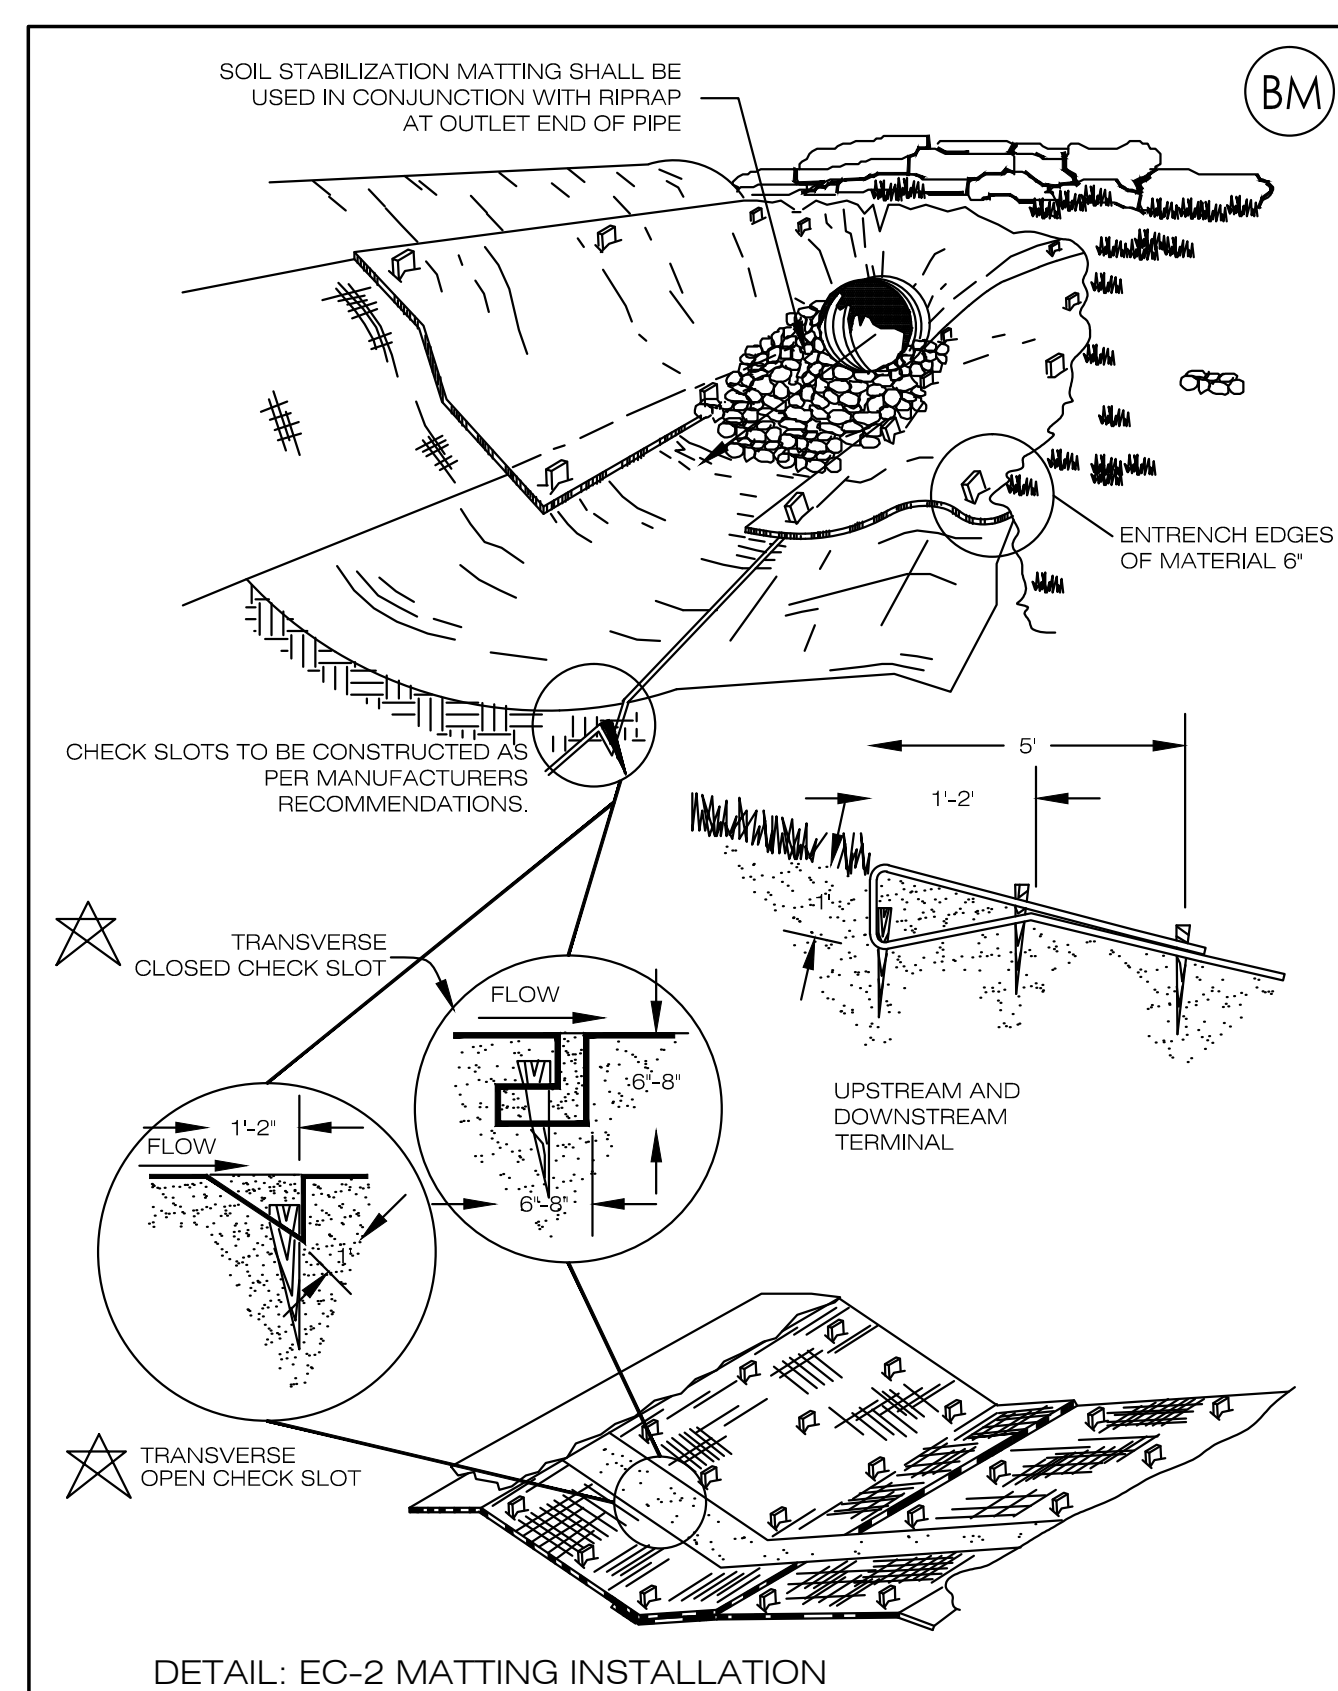 SOIL STABILIZATION MATTING SHALL BE
USED IN CONJUNCTION WITH RIPRAP
AT OUTLET END OF PIPE
BM
ENTRENCH EDGES
OF MATERIAL 6"
CHECK SLOTS TO BE CONSTRUCTED AS
PER MANUFACTURERS
RECOMMENDATIONS.
5'
1'-2'
1'
TRANSVERSE
CLOSED CHECK SLOT
FLOW
6"-8"
6"-8"
UPSTREAM AND
DOWNSTREAM
TERMINAL
1'-2"
FLOW
1'
TRANSVERSE
OPEN CHECK SLOT
DETAIL: EC-2 MATTING INSTALLATION